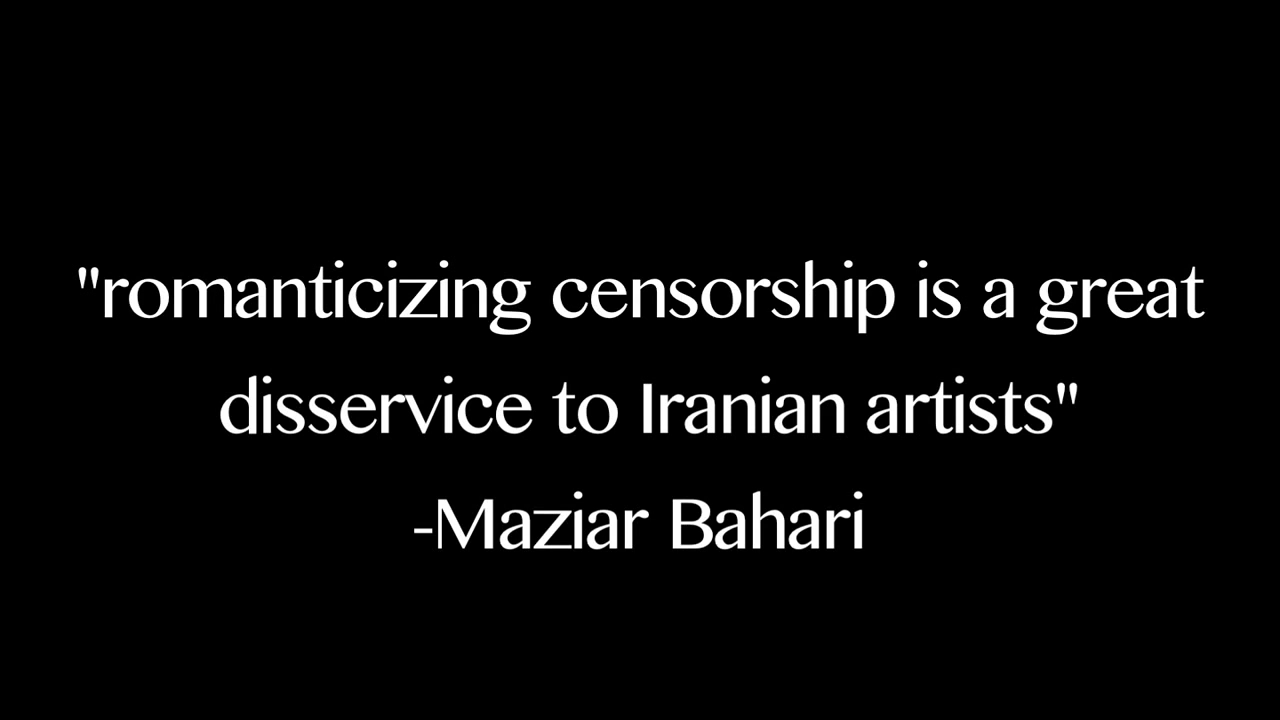 "romanticizing censorship is a great
disservice to Iranian artists"
-Maziar Bahari